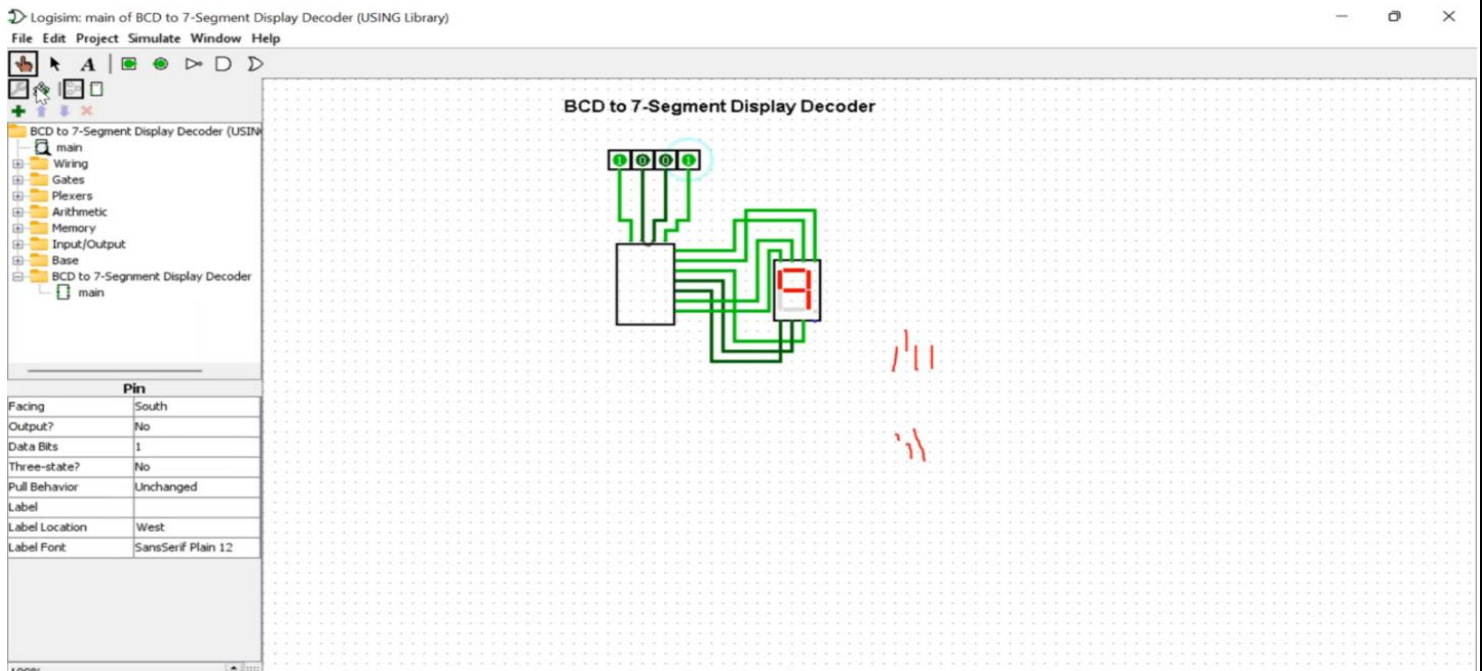 Logisim: main of BCD to 7-Segment Display Decoder (USING Library)
File Edit Project Simulate Window Help
A
BCD to 7-Segment Display Decoder (USIN
main
Wiring
Gates
Plexers
Arithmetic
Memory
Input/Output
Base
BCD to 7-Segnment Display Decoder
main
Pin
Facing South
Output? No
Data Bits 1
Three-state? No
Pull Behavior Unchanged
Label
Label Location West
Label Font SansSerif Plain 12
BCD to 7-Segment Display Decoder
1 0 0 1
9